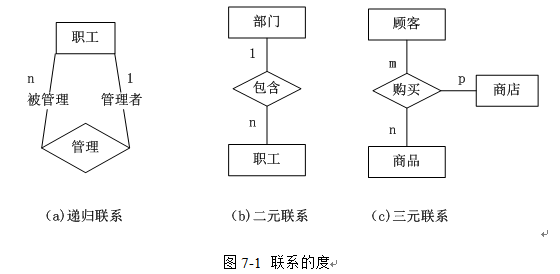 职工
n
1
被管理
管理者
管理
(a)递归联系
部门
1
包含
n
职工
(b)二元联系
顾客
m
购买
p
商店
n
商品
(c)三元联系
图 7-1 联系的度